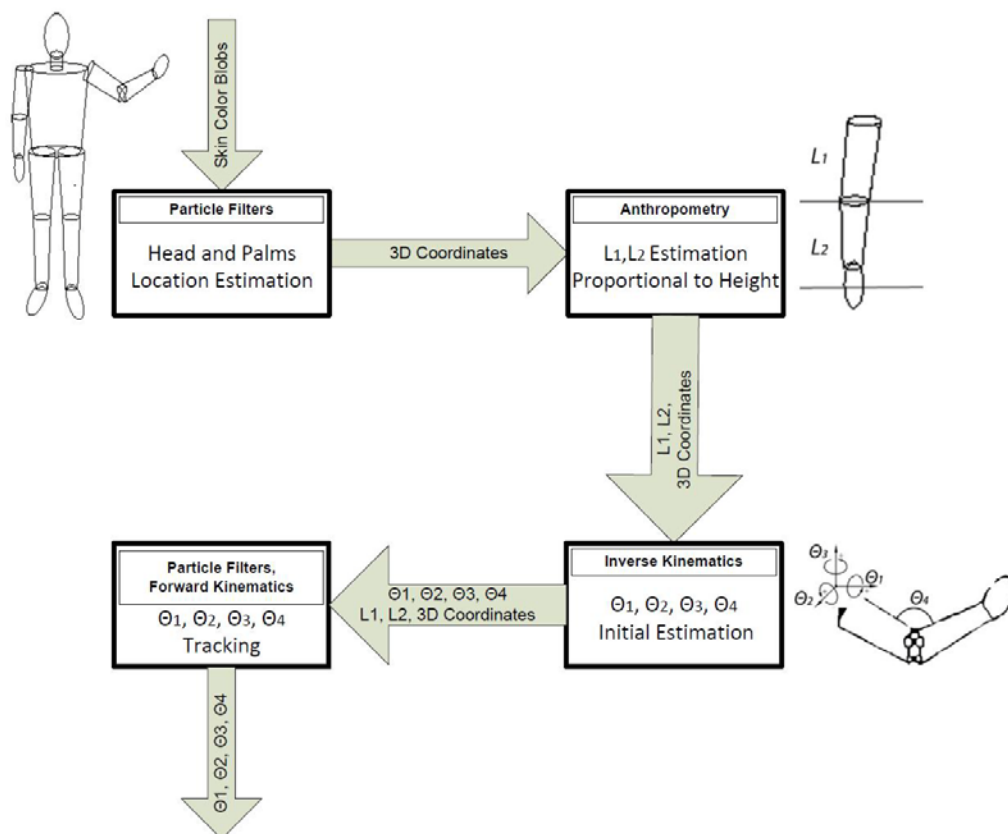 Skin Color Blobs
Particle Filters
Head and Palms
Location Estimation
3D Coordinates
Anthropometry
L1,L2 Estimation
Proportional to Height
L1
L2
L1, L2,
3D Coordinates
Inverse Kinematics
Θ1, Θ2, Θ3, Θ4
Initial Estimation
Θ3
Θ1
Θ2
Θ4
Θ1, Θ2, Θ3, Θ4
L1, L2, 3D Coordinates
Particle Filters,
Forward Kinematics
Θ1, Θ2, Θ3, Θ4
Tracking
Θ1, Θ2, Θ3, Θ4